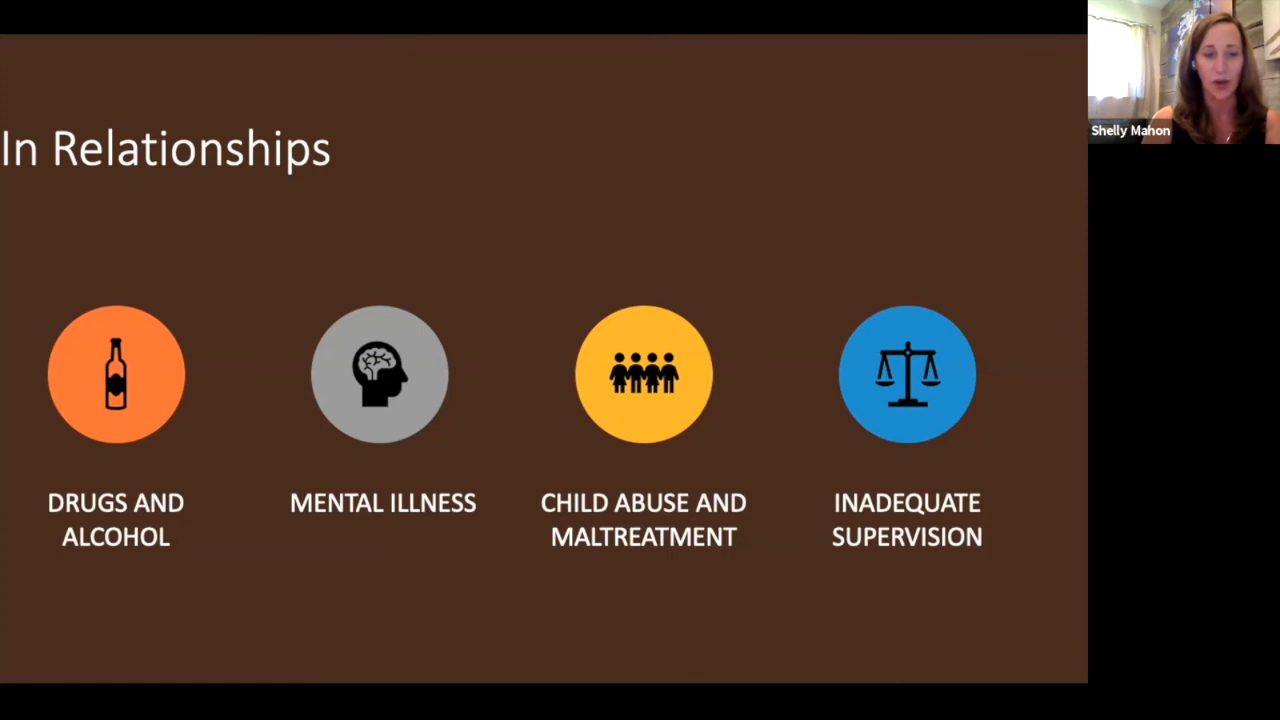 In Relationships
Shelly Mahon
DRUGS AND
ALCOHOL
MENTAL ILLNESS
CHILD ABUSE AND
MALTREATMENT
INADEQUATE
SUPERVISION